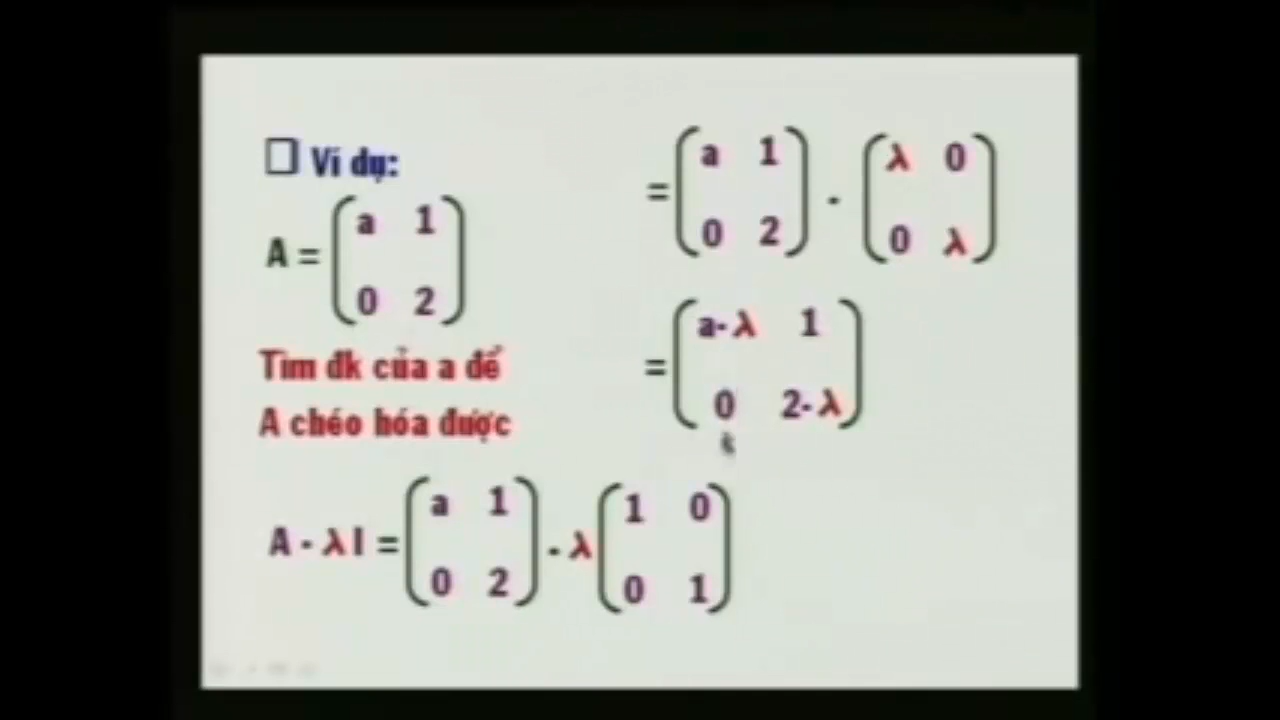 ❑ Ví dụ:
A = ( a 1
0 2 )
Tìm đk của a để
A chéo hóa được
A - λ I = ( a 1
0 2 ) - λ ( 1 0
0 1 )
= ( a 1
0 2 ) - ( λ 0
0 λ )
= ( a-λ 1
0 2-λ )